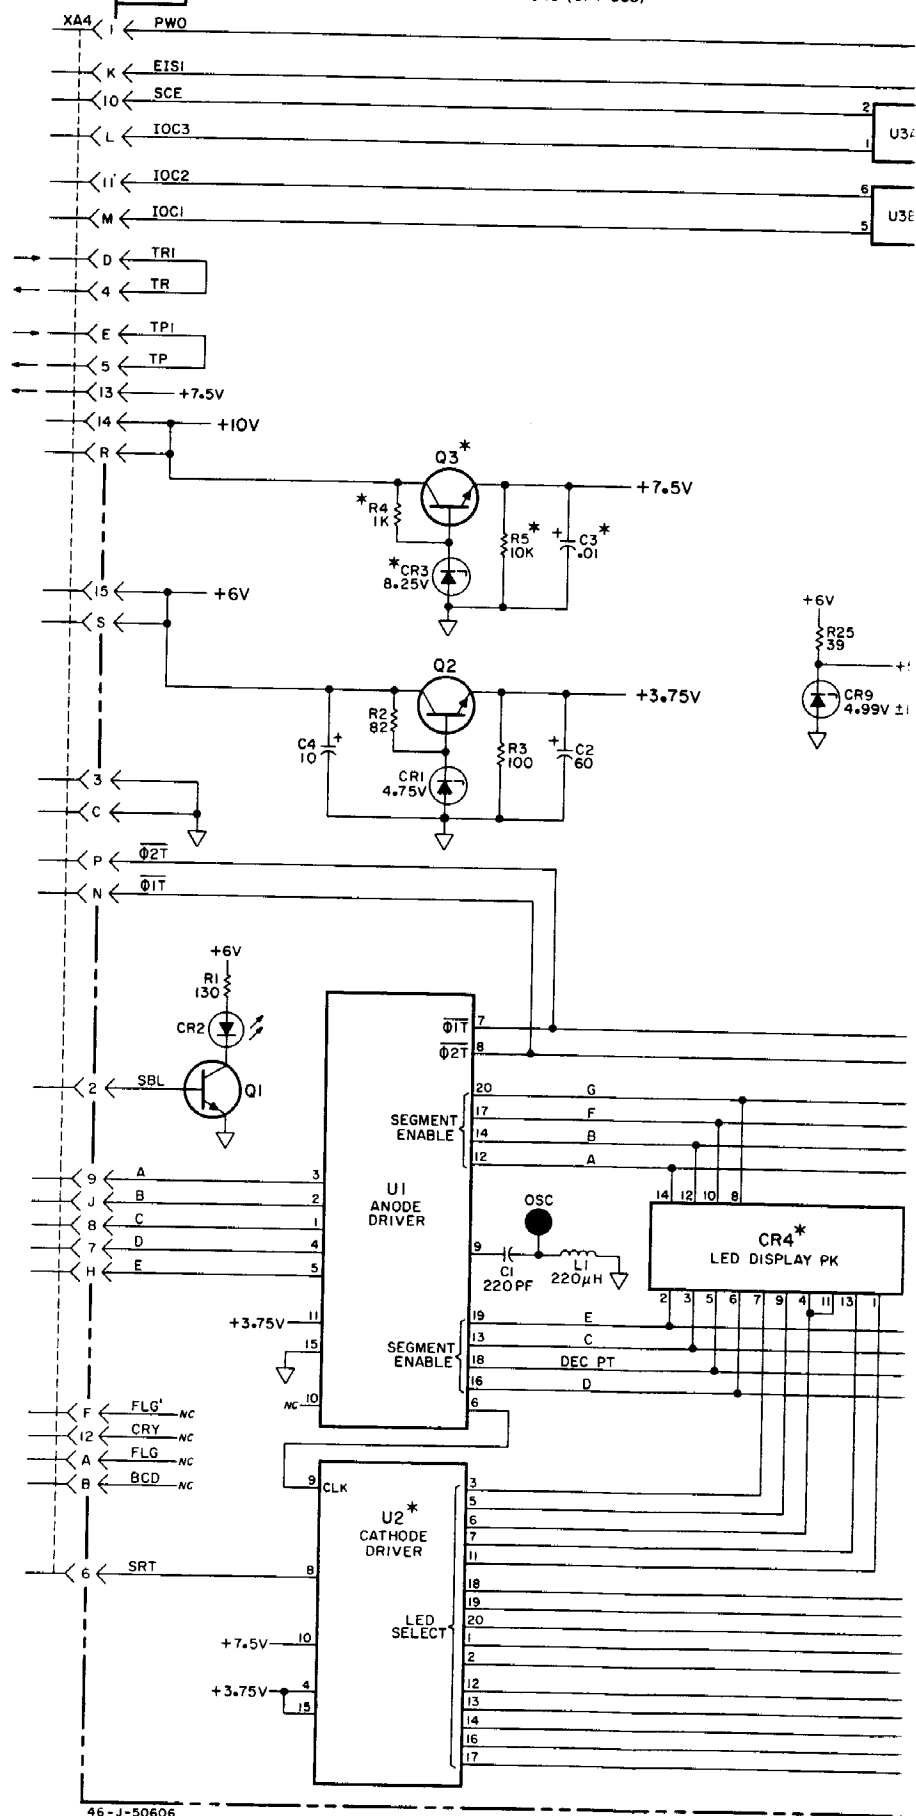 XA4 1 PWO
K EISI
10 SCE 2
L IOC3 1 U3A
11 IOC2 6
M IOC1 5 U3B
D TRI
4 TR
E TPI
5 TP
13 +7.5V
14 +10V
R
Q3*
+7.5V
*R4 1K
R5* 10K
+ C3* .01
*CR3 8.25V
15 +6V
S
+6V
R25 39
CR9 4.99V
Q2
+3.75V
R2 82
C4 10 +
R3 100
+ C2 60
CR1 4.75V
3
C
P Φ2T
N Φ1T
+6V
R1 130
CR2
2 SBL Q1
Φ1T 7
Φ2T 8
20 G
17 F
14 B
12 A
SEGMENT ENABLE
U1 ANODE DRIVER
9 A 3
J B 2
8 C 1
7 D 4
H E 5
+3.75V 11
15
NC 10
OSC
9 C1 220PF
L1 220µH
14 12 10 8
CR4*
LED DISPLAY PK
2 3 5 6 7 9 4 11 13 1
SEGMENT ENABLE
19 E
13 C
18 DEC PT
16 D
6
F FLG' NC
12 CRY NC
A FLG NC
B BCD NC
6 SRT 8
9 CLK
U2*
CATHODE DRIVER
LED SELECT
+7.5V 10
+3.75V 4
15
3
5
6
7
11
18
19
20
1
2
12
13
14
16
17
46-J-50606